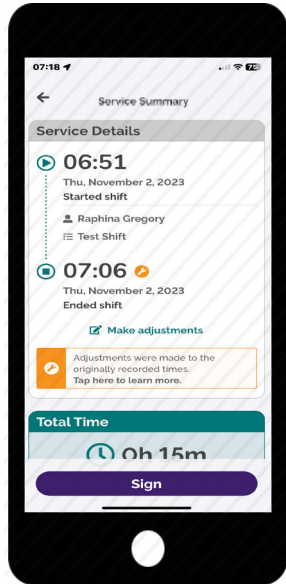 07:18
75
Service Summary
Service Details
06:51
Thu, November 2, 2023
Started shift
Raphina Gregory
Test Shift
07:06
Thu, November 2, 2023
Ended shift
Make adjustments
Adjustments were made to the
originally recorded times.
Tap here to learn more.
Total Time
0h 15m
Sign